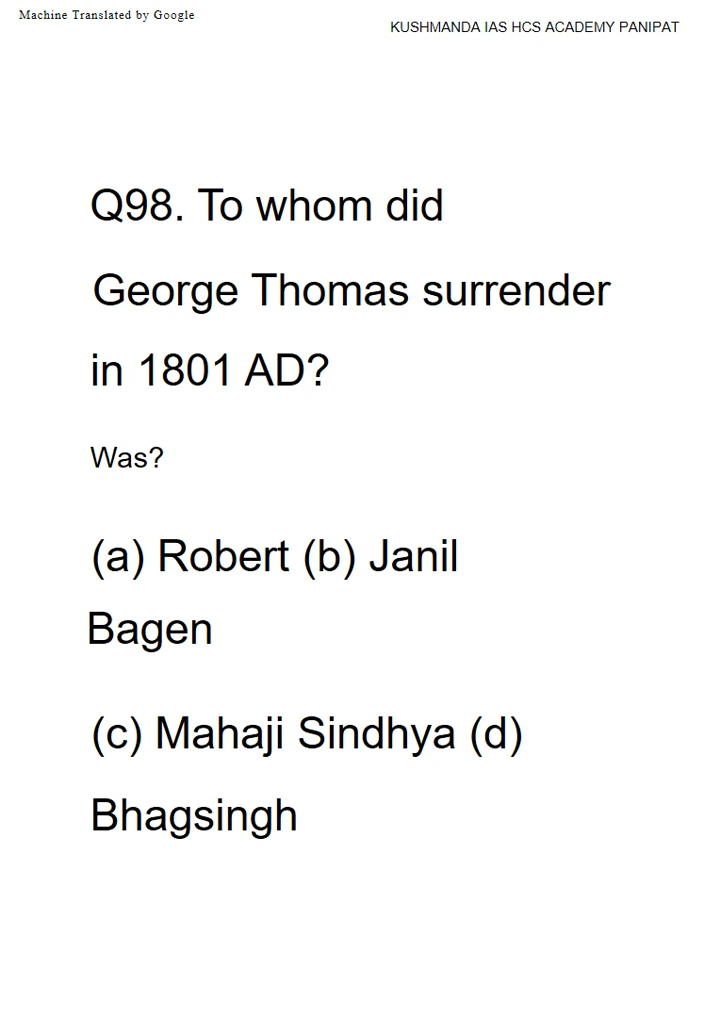 Machine Translated by Google
KUSHMANDA IAS HCS ACADEMY PANIPAT
Q98. To whom did
George Thomas surrender
in 1801 AD?
Was?
(a) Robert (b) Janil
Bagen
(c) Mahaji Sindhya (d)
Bhagsingh